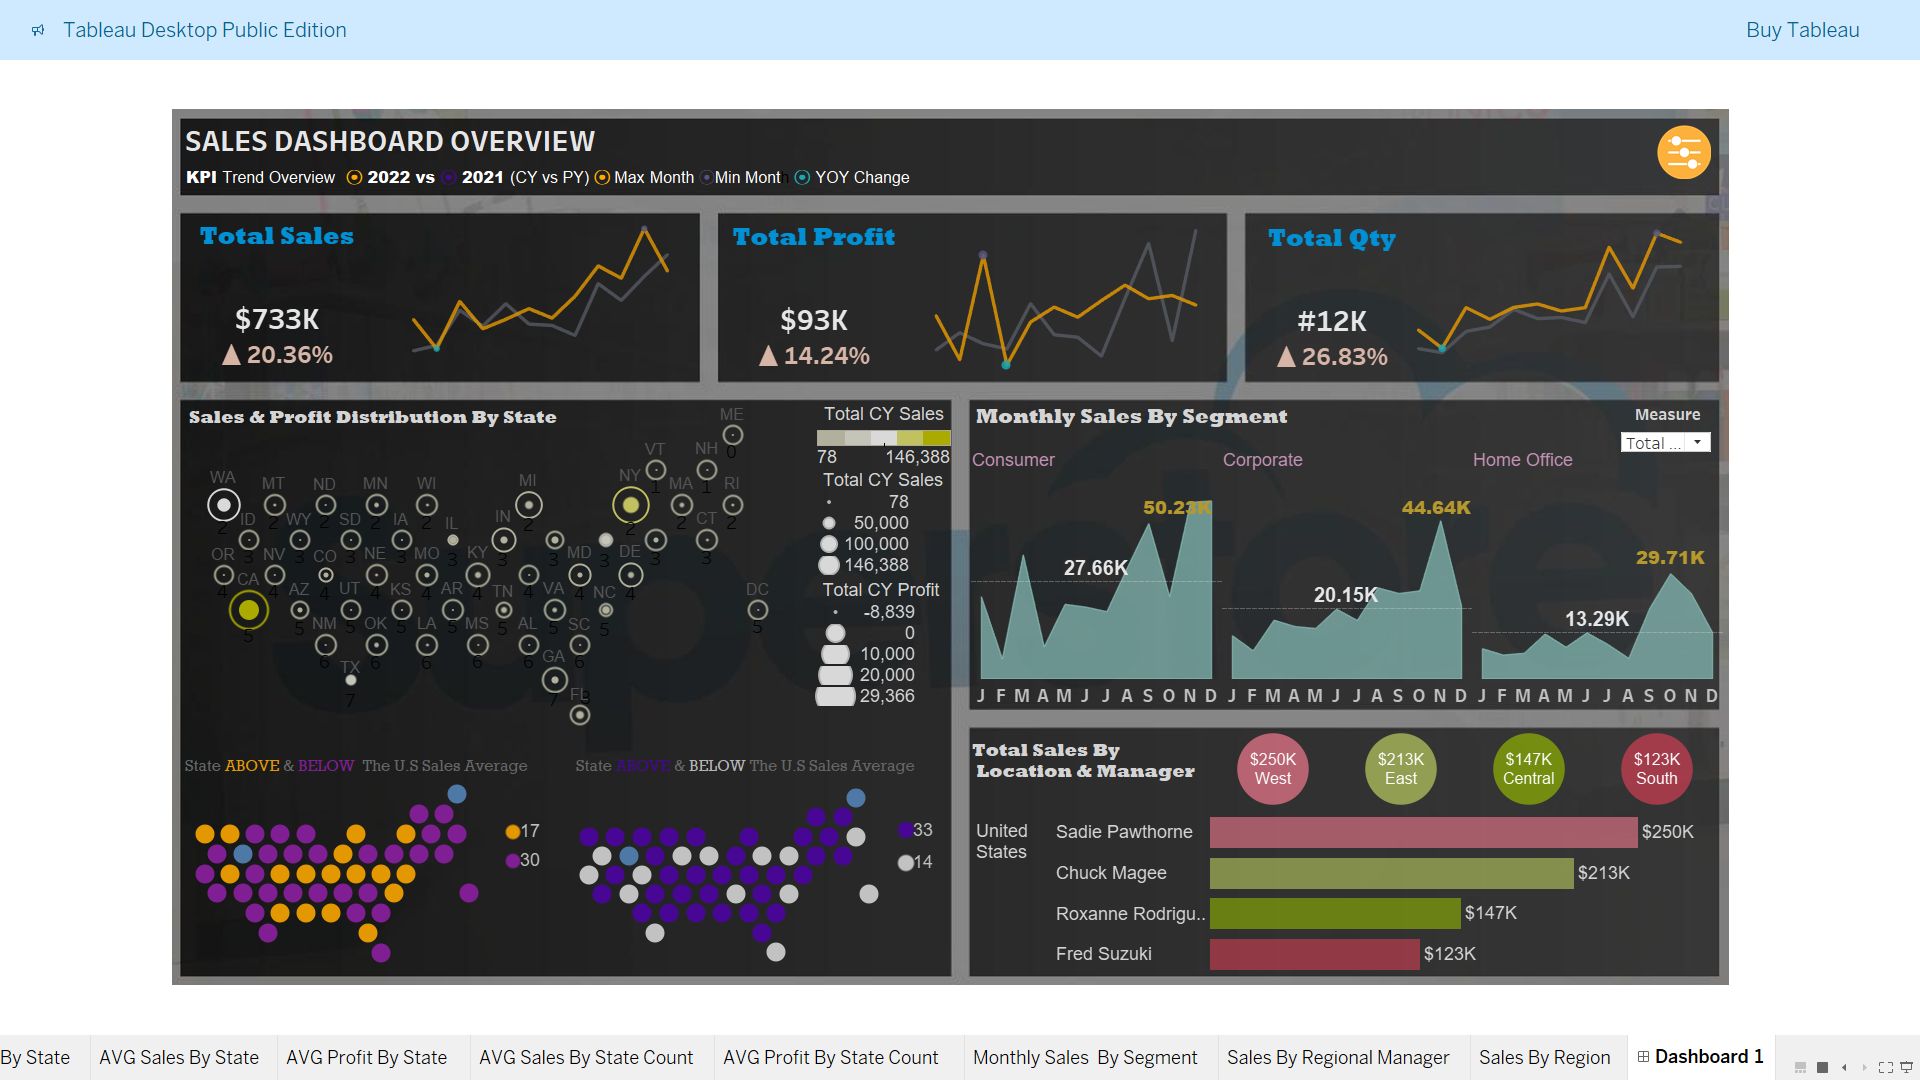 Tableau Desktop Public Edition
Buy Tableau
SALES DASHBOARD OVERVIEW
KPI Trend Overview 2022 vs 2021 (CY vs PY) Max Month Min Mont YOY Change
Total Sales
$733K
▲ 20.36%
Total Profit
$93K
▲ 14.24%
Total Qty
#12K
▲ 26.83%
Sales & Profit Distribution By State
ME
0
VT
NH
1
1
WA
MT
ND
MN
WI
MI
NY
MA
RI
2
2
2
2
2
2
2
2
2
ID
WY
SD
IA
IL
IN
CT
3
3
3
3
3
3
3
3
3
3
OR
NV
CO
NE
MO
KY
MD
DE
4
4
4
4
4
4
4
4
4
CA
AZ
UT
KS
AR
TN
VA
NC
DC
5
5
5
5
5
5
5
5
5
NM
OK
LA
MS
AL
SC
6
6
6
6
6
6
TX
GA
7
7
FL
8
Total CY Sales
78
146,388
Total CY Sales
78
50,000
100,000
146,388
Total CY Profit
-8,839
0
10,000
20,000
29,366
State ABOVE & BELOW The U.S Sales Average
17
30
State ABOVE & BELOW The U.S Sales Average
33
14
Monthly Sales By Segment
Measure
Total ...
Consumer
Corporate
Home Office
50.23K
27.66K
44.64K
20.15K
29.71K
13.29K
J F M A M J J A S O N D J F M A M J J A S O N D J F M A M J J A S O N D
Total Sales By
Location & Manager
$250K
West
$213K
East
$147K
Central
$123K
South
United
States
Sadie Pawthorne
$250K
Chuck Magee
$213K
Roxanne Rodrigu..
$147K
Fred Suzuki
$123K
By State
AVG Sales By State
AVG Profit By State
AVG Sales By State Count
AVG Profit By State Count
Monthly Sales By Segment
Sales By Regional Manager
Sales By Region
Dashboard 1